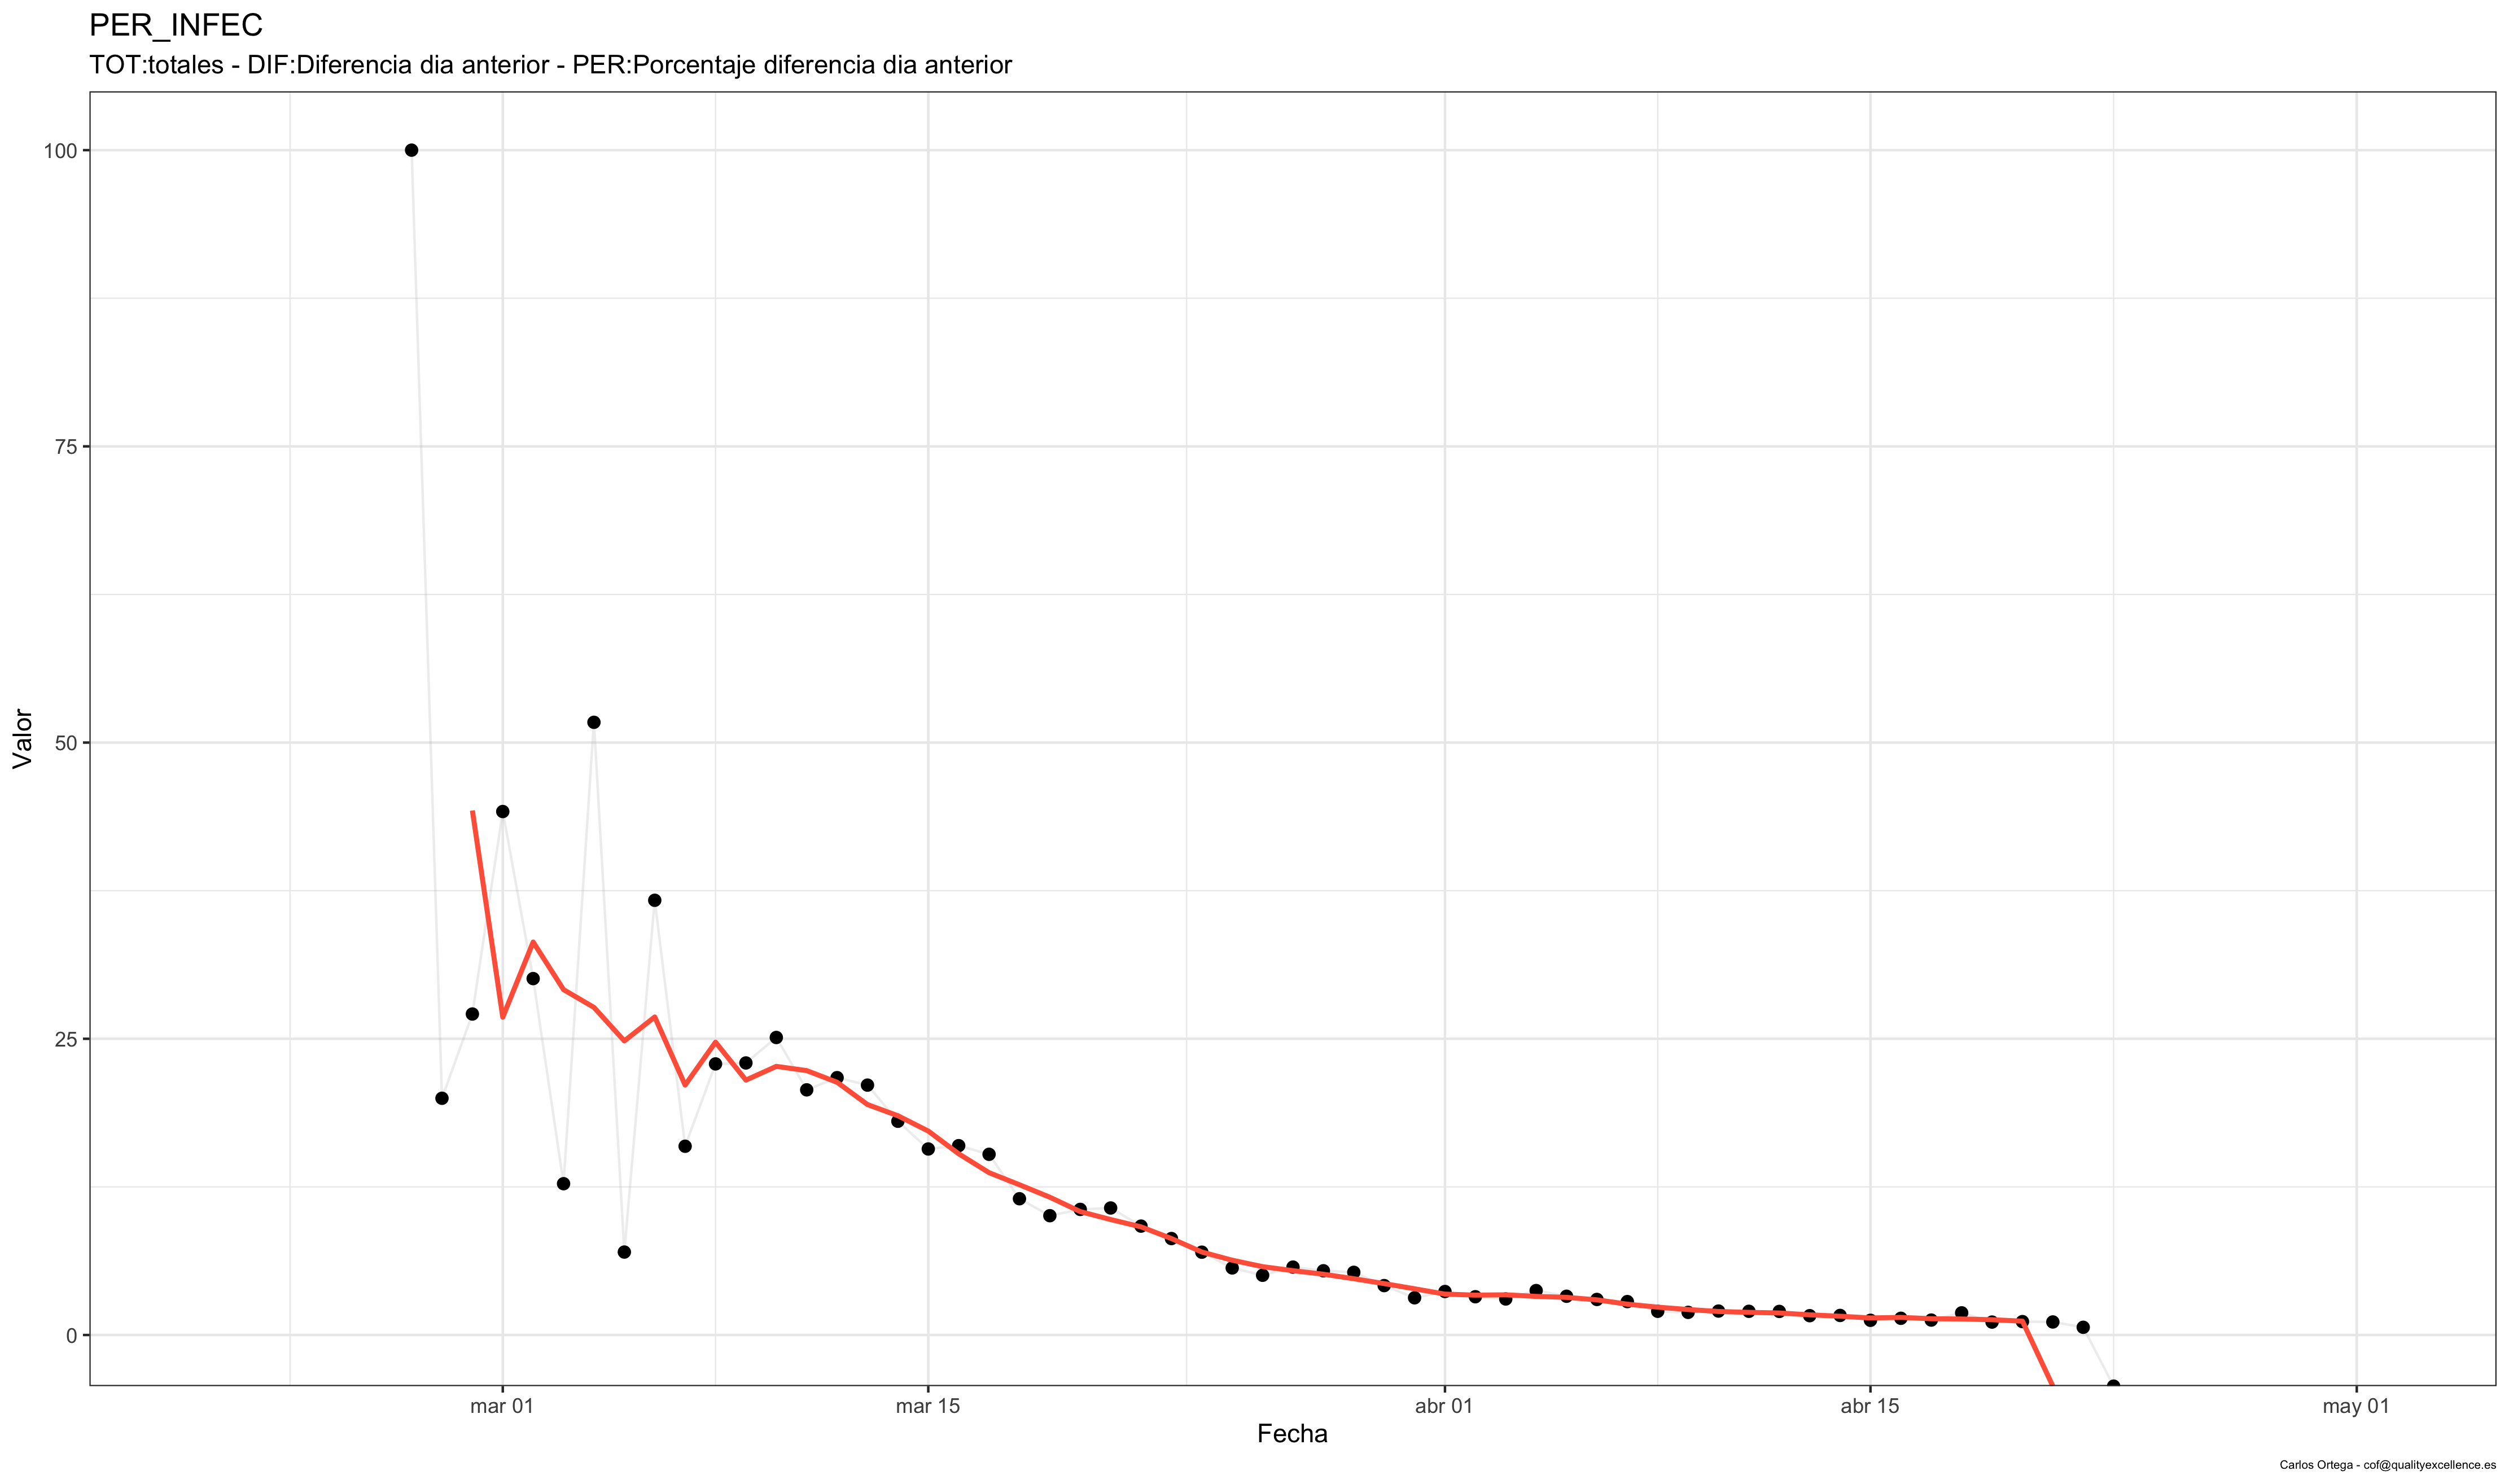 PER_INFEC
TOT:totales - DIF:Diferencia dia anterior - PER:Porcentaje diferencia dia anterior
100
75
50
25
0
Valor
mar 01
mar 15
abr 01
abr 15
may 01
Fecha
Carlos Ortega - cof@qualityexcellence.es